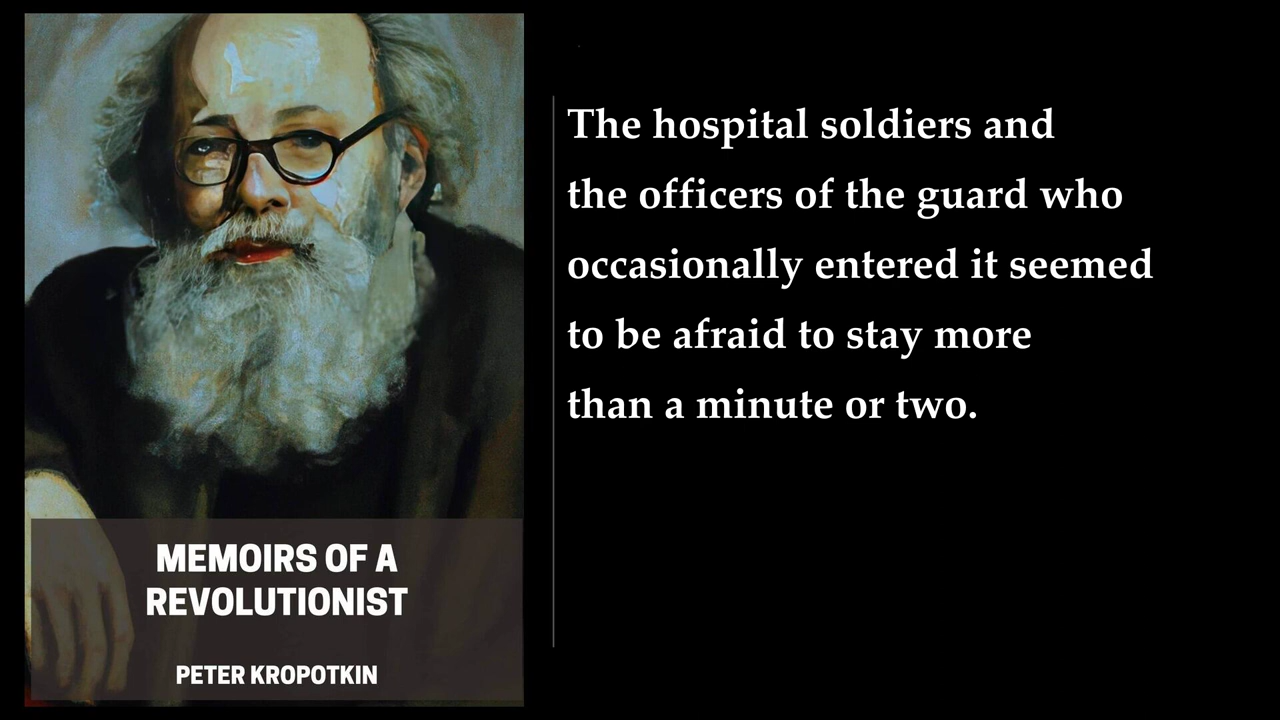 The hospital soldiers and
the officers of the guard who
occasionally entered it seemed
to be afraid to stay more
than a minute or two.
MEMOIRS OF A
REVOLUTIONIST
PETER KROPOTKIN